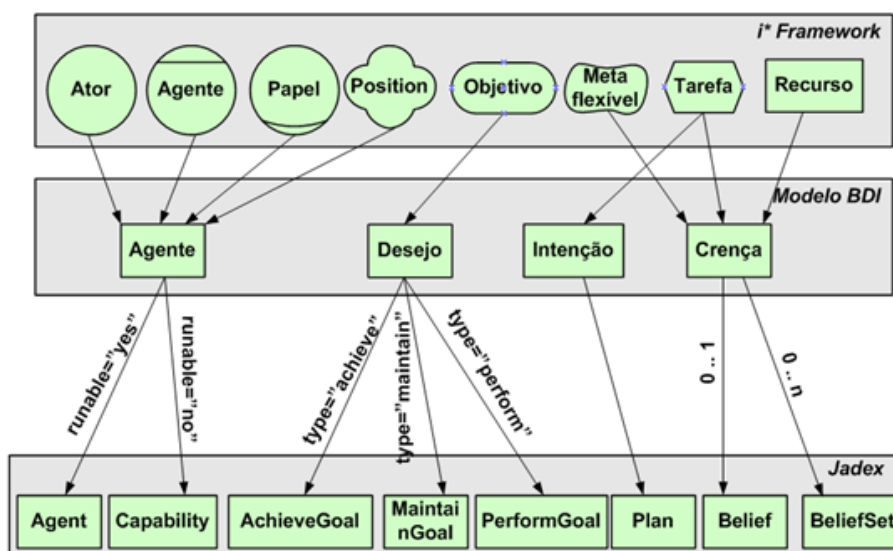 i* Framework
Ator
Agente
Papel
Position
Objetivo
Meta
flexível
Tarefa
Recurso
Modelo BDI
Agente
Desejo
Intenção
Crença
runable=”yes”
runable=”no”
type=”achieve”
type=”maintain”
type=”perform”
0 .. 1
0 .. n
Jadex
Agent
Capability
AchieveGoal
Maintai
nGoal
PerformGoal
Plan
Belief
BeliefSet